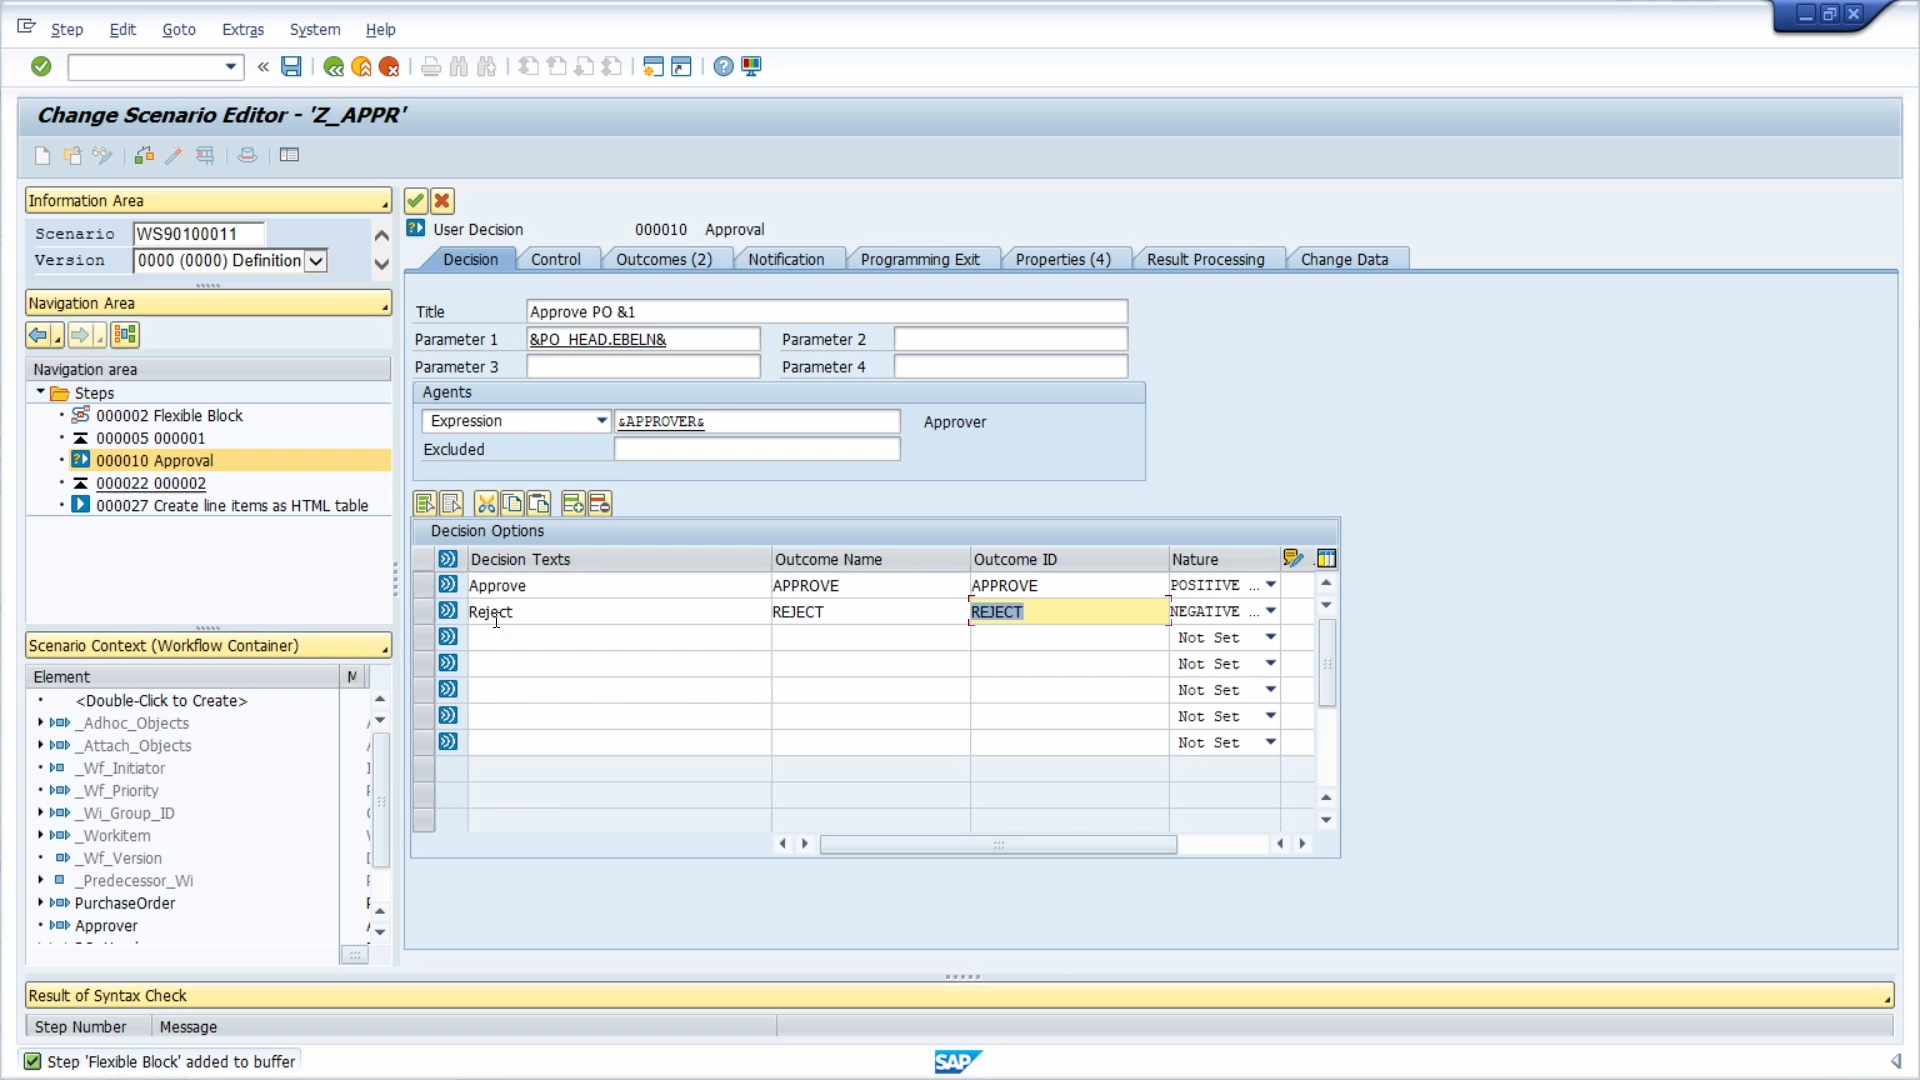 Step Edit Goto Extras System Help
Change Scenario Editor - 'Z_APPR'
Information Area
Scenario WS90100011
Version 0000 (0000) Definition
Navigation Area
Navigation area
Steps
000002 Flexible Block
000005 000001
000010 Approval
000022 000002
000027 Create line items as HTML table
Scenario Context (Workflow Container)
Element M
<Double-Click to Create>
_Adhoc_Objects
_Attach_Objects
_Wf_Initiator
_Wf_Priority
_Wi_Group_ID
_Workitem
_Wf_Version
_Predecessor_Wi
PurchaseOrder
Approver
User Decision 000010 Approval
Decision Control Outcomes (2) Notification Programming Exit Properties (4) Result Processing Change Data
Title Approve PO &1
Parameter 1 &PO_HEAD.EBELN& Parameter 2
Parameter 3 Parameter 4
Agents
Expression &APPROVER& Approver
Excluded
Decision Options
Decision Texts Outcome Name Outcome ID Nature
Approve APPROVE APPROVE POSITIVE ...
Reject REJECT REJECT NEGATIVE ...
Not Set
Not Set
Not Set
Not Set
Not Set
Result of Syntax Check
Step Number Message
Step 'Flexible Block' added to buffer
SAP